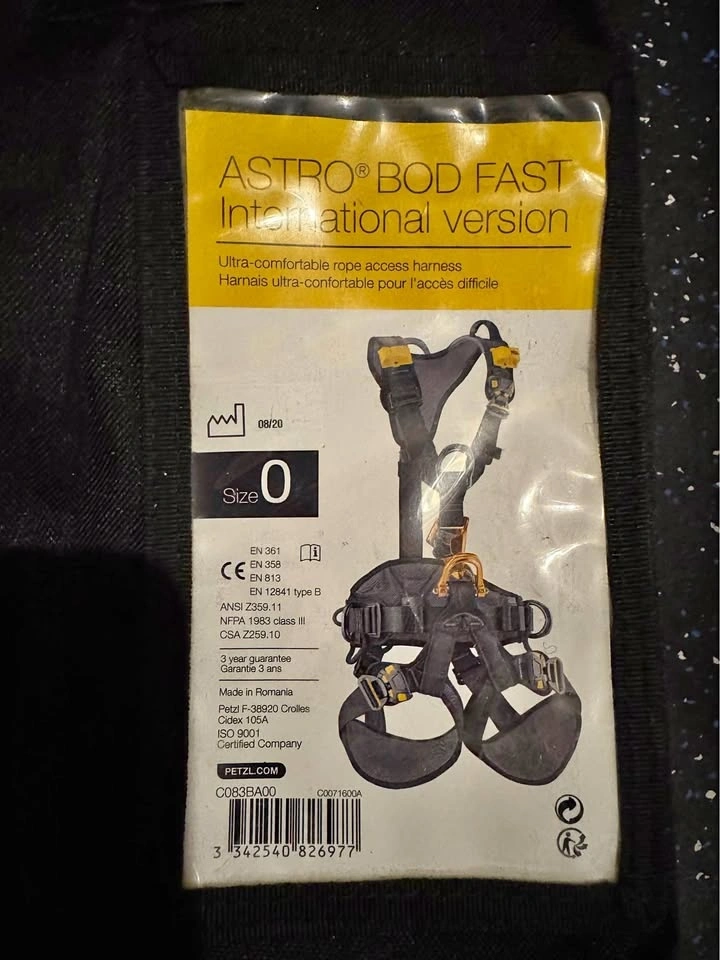 ASTRO® BOD FAST
International version
Ultra-comfortable rope access harness
Harnais ultra-confortable pour l'accès difficile
08/20
Size 0
CE
EN 361
EN 358
EN 813
EN 12841 type B
ANSI Z359.11
NFPA 1983 class III
CSA Z259.10
3 year guarantee
Garantie 3 ans
Made in Romania
Petzl F-38920 Crolles
Cidex 105A
ISO 9001
Certified Company
PETZL.COM
C083BA00 C0071600A
3 342540 826977